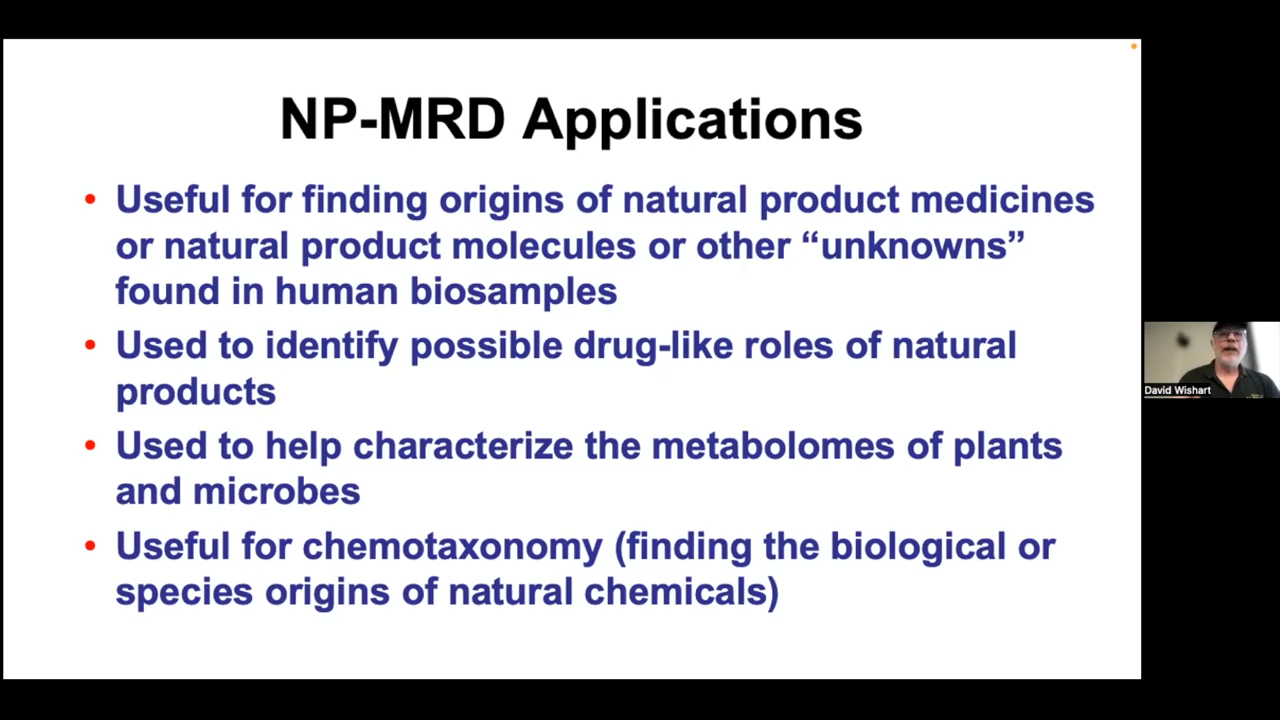 NP-MRD Applications
• Useful for finding origins of natural product medicines
or natural product molecules or other “unknowns”
found in human biosamples
• Used to identify possible drug-like roles of natural
products
• Used to help characterize the metabolomes of plants
and microbes
• Useful for chemotaxonomy (finding the biological or
species origins of natural chemicals)
David Wishart